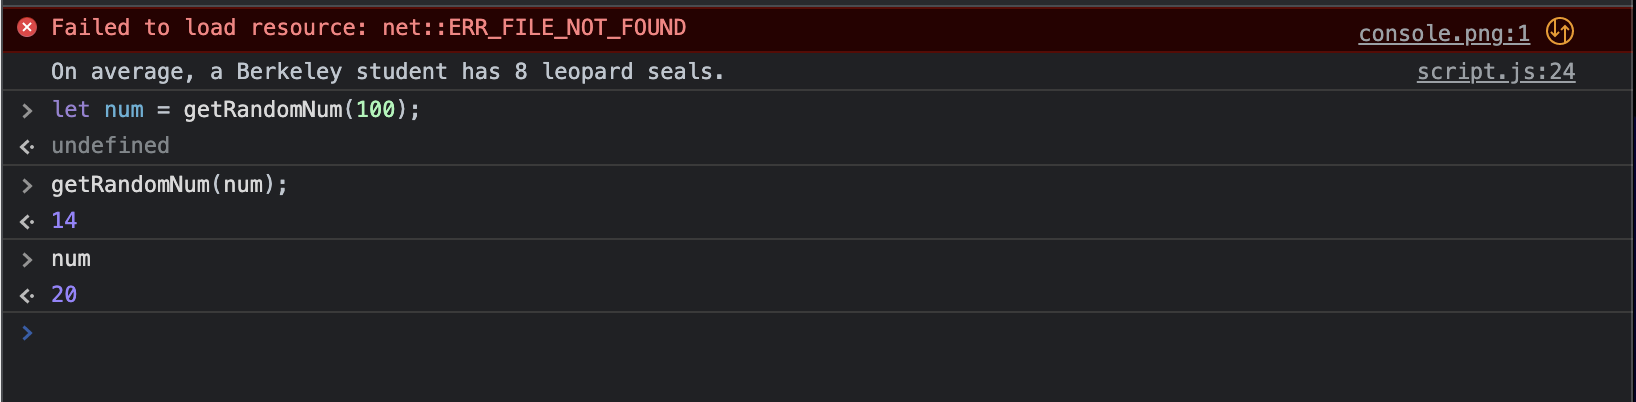 Failed to load resource: net::ERR_FILE_NOT_FOUND console.png:1
On average, a Berkeley student has 8 leopard seals. script.js:24
> let num = getRandomNum(100);
< undefined
> getRandomNum(num);
< 14
> num
< 20
>